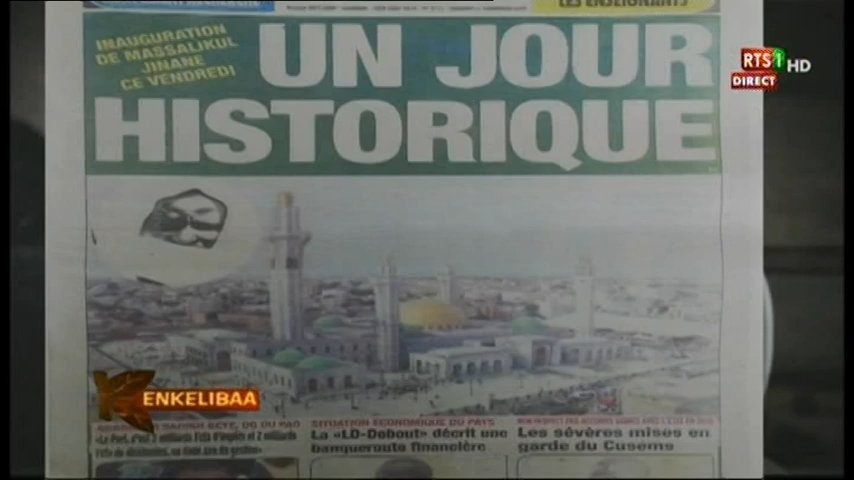 LES ENSEIGNANTS
INAUGURATION
DE MASSALIKUL
JINANE
CE VENDREDI
UN JOUR
HISTORIQUE
RTS1 HD
DIRECT
ENKELIBAA
SITUATION ECONOMIQUE DU PAYS
La «LD-Debout» décrit une
banqueroute financière
Les sévères mises en
garde du Cusems